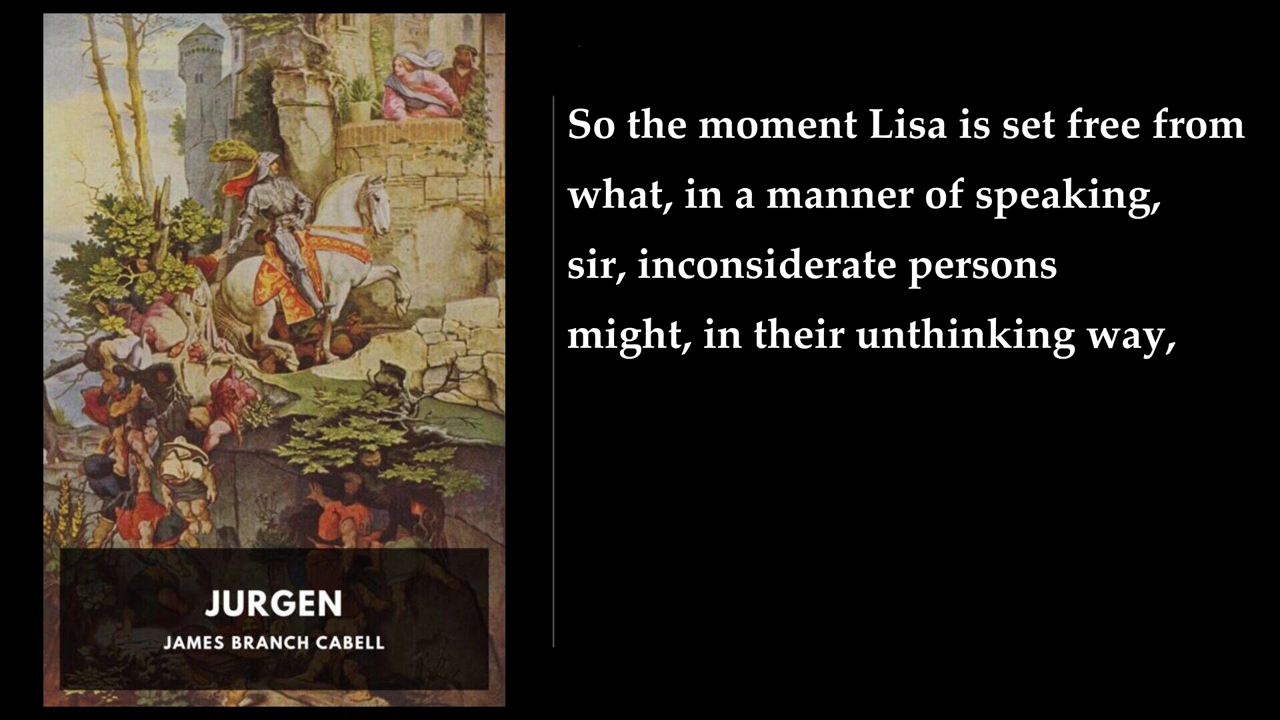 So the moment Lisa is set free from
what, in a manner of speaking,
sir, inconsiderate persons
might, in their unthinking way,
JURGEN
JAMES BRANCH CABELL